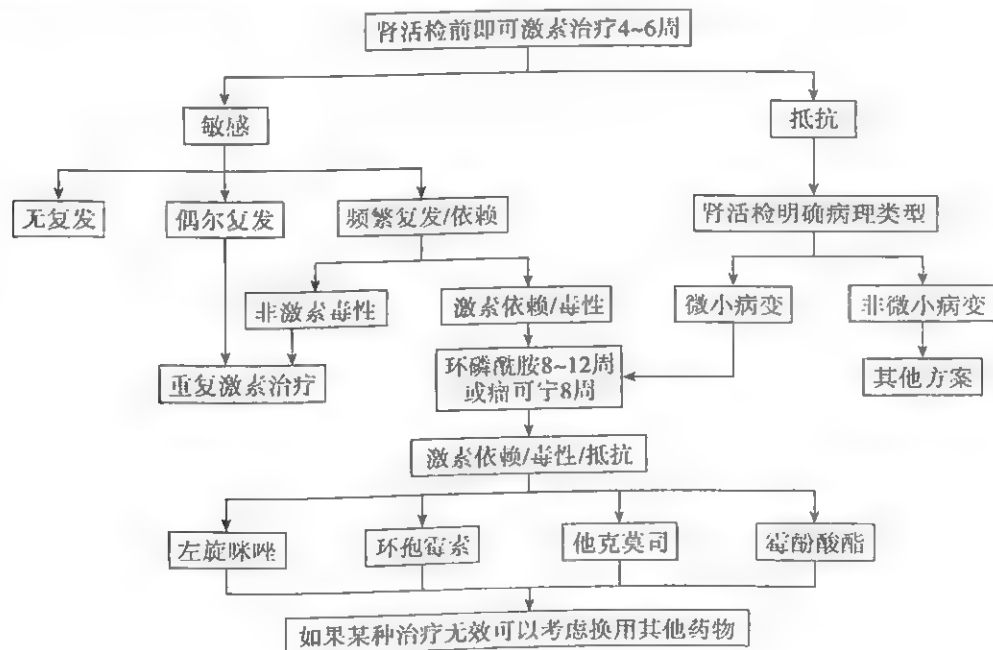 肾活检前即可激素治疗4~6周
敏感
抵抗
无复发
偶尔复发
频繁复发/依赖
肾活检明确病理类型
非激素毒性
激素依赖/毒性
微小病变
非微小病变
重复激素治疗
环磷酰胺8~12周
或瘤可宁8周
其他方案
激素依赖/毒性/抵抗
左旋咪唑
环孢霉素
他克莫司
霉酚酸酯
如果某种治疗无效可以考虑换用其他药物